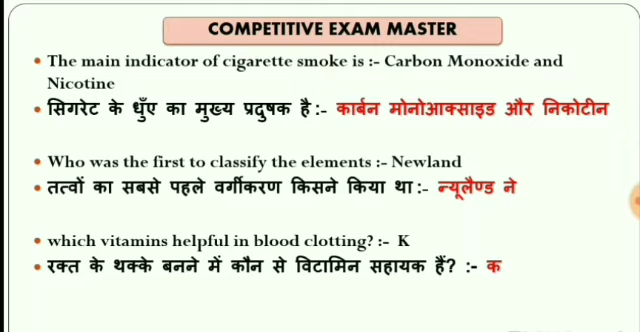 COMPETITIVE EXAM MASTER
• The main indicator of cigarette smoke is :- Carbon Monoxide and
Nicotine
• सिगरेट के धुँए का मुख्य प्रदुषक है :- कार्बन मोनोआक्साइड और निकोटीन
• Who was the first to classify the elements :- Newland
• तत्वों का सबसे पहले वर्गीकरण किसने किया था :- न्यूलैण्ड ने
• which vitamins helpful in blood clotting? :- K
• रक्त के थक्के बनने में कौन से विटामिन सहायक हैं? :- क